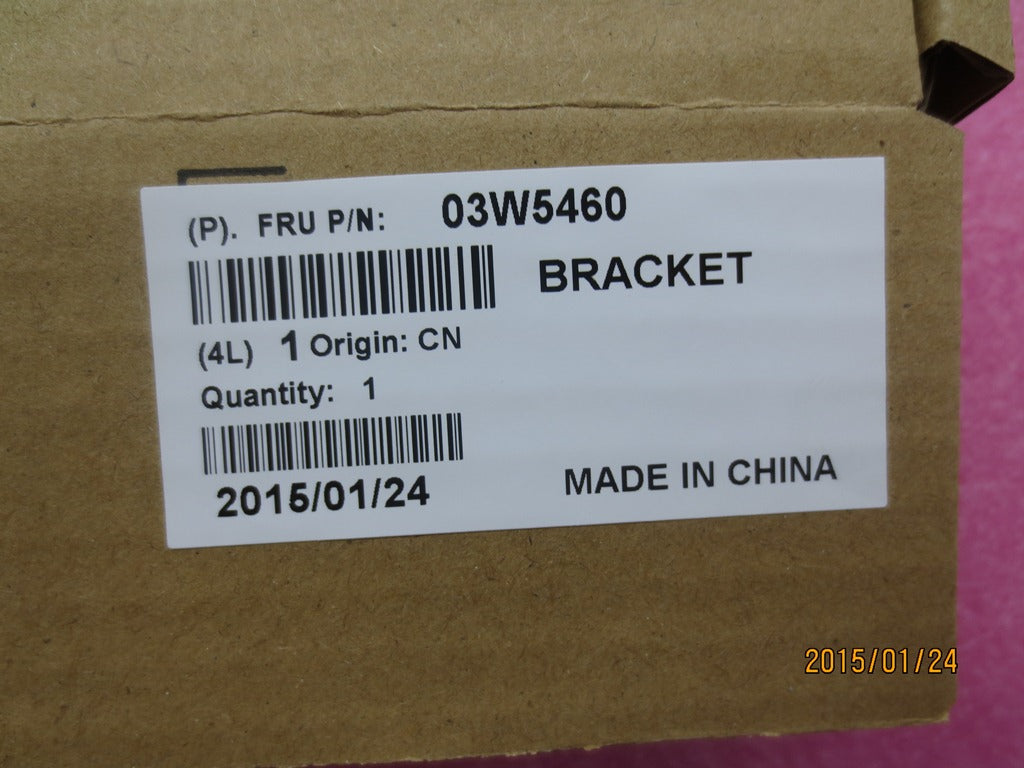 (P). FRU P/N: 03W5460
BRACKET
(4L) 1 Origin: CN
Quantity: 1
2015/01/24
MADE IN CHINA
2015/01/24